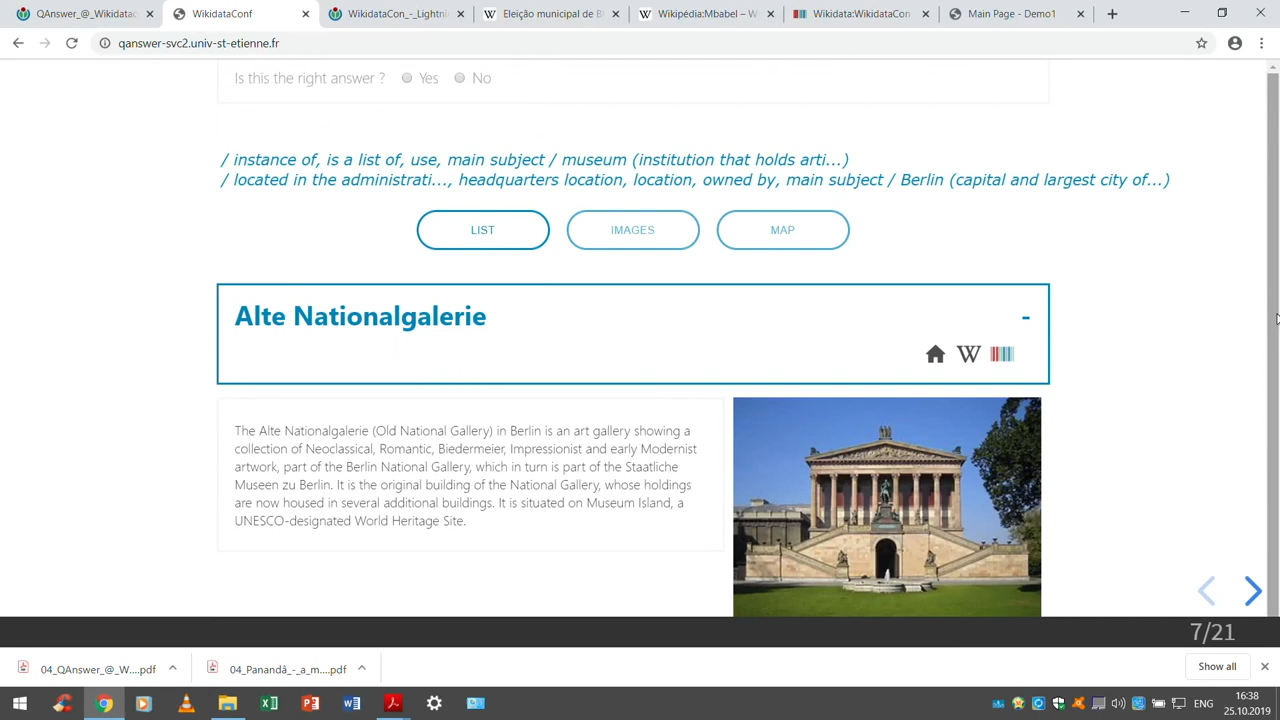 QAnswer_@_Wikidatac
WikidataConf
WikidataCon_-_Lightni
Eleição municipal de B
Wikipédia:Mbabel – W
Wikidata:WikidataCon
Main Page - Demo1
qanswer-svc2.univ-st-etienne.fr
Is this the right answer ? Yes No
/ instance of, is a list of, use, main subject / museum (institution that holds arti...)
/ located in the administrati..., headquarters location, location, owned by, main subject / Berlin (capital and largest city of...)
LIST IMAGES MAP
Alte Nationalgalerie -
W
The Alte Nationalgalerie (Old National Gallery) in Berlin is an art gallery showing a
collection of Neoclassical, Romantic, Biedermeier, Impressionist and early Modernist
artwork, part of the Berlin National Gallery, which in turn is part of the Staatliche
Museen zu Berlin. It is the original building of the National Gallery, whose holdings
are now housed in several additional buildings. It is situated on Museum Island, a
UNESCO-designated World Heritage Site.
7/21
04_QAnswer_@_W....pdf
04_Panandâ_-_a_m....pdf
Show all
ENG
16:38
25.10.2019